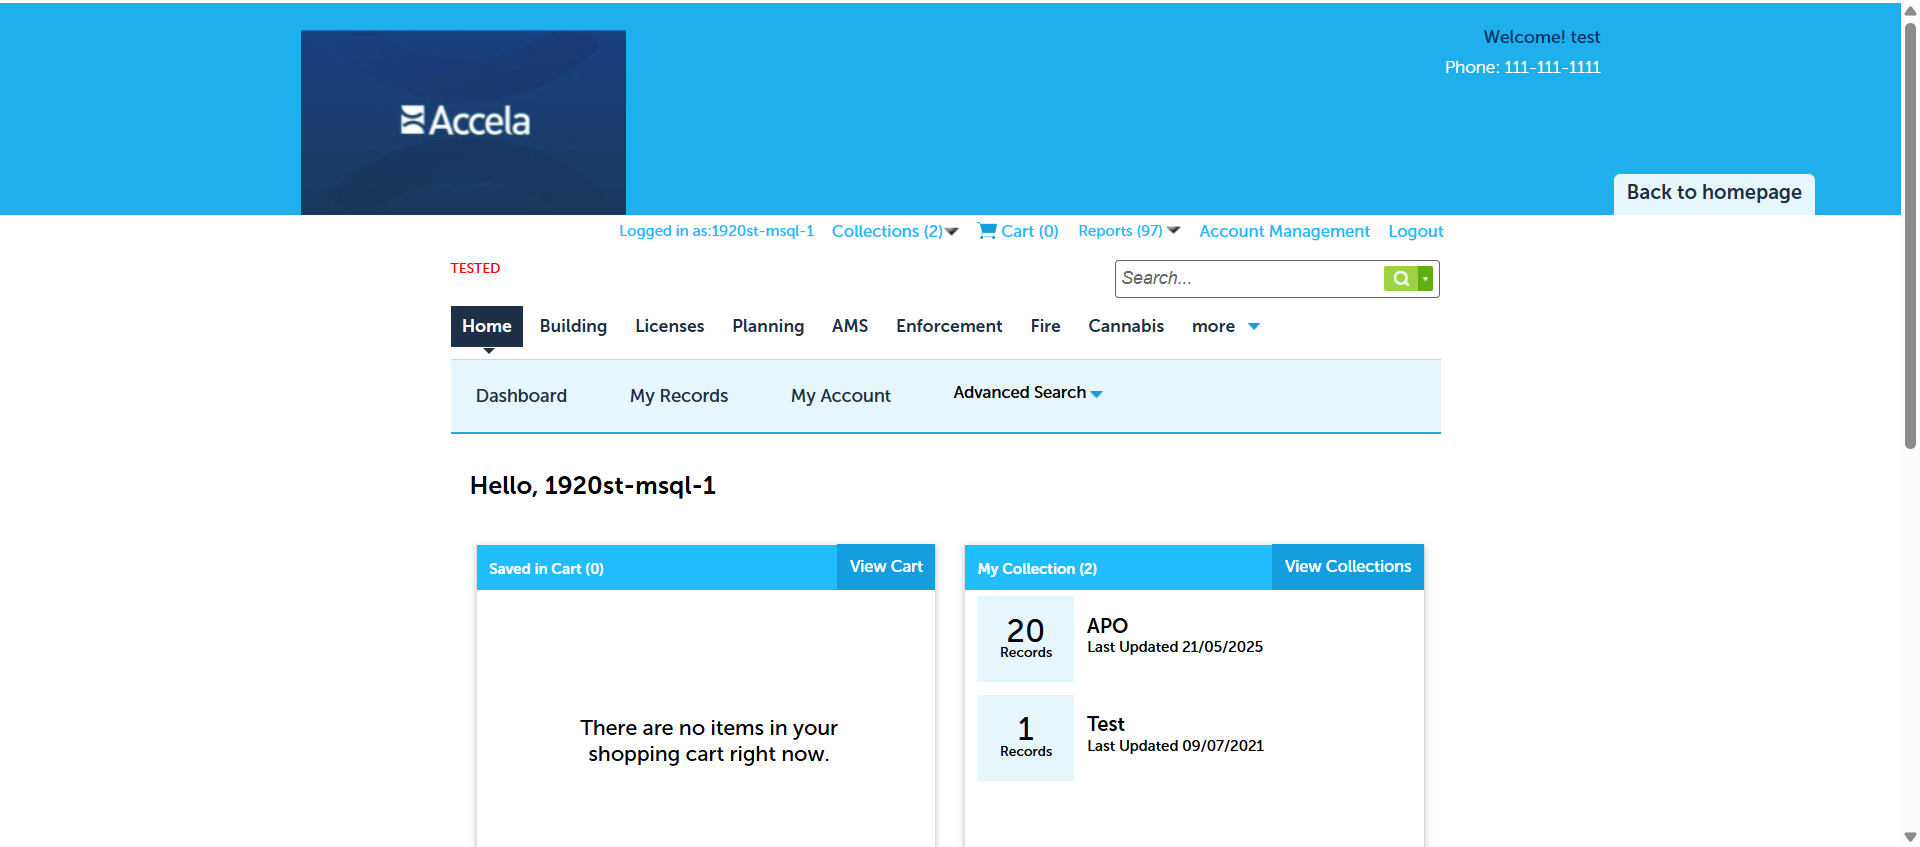 Accela
Welcome! test
Phone: 111-111-1111
Back to homepage
Logged in as:1920st-msql-1 Collections (2) Cart (0) Reports (97) Account Management Logout
TESTED
Search...
Home Building Licenses Planning AMS Enforcement Fire Cannabis more
Dashboard My Records My Account Advanced Search
Hello, 1920st-msql-1
Saved in Cart (0) View Cart
There are no items in your
shopping cart right now.
My Collection (2) View Collections
20
Records
APO
Last Updated 21/05/2025
1
Records
Test
Last Updated 09/07/2021